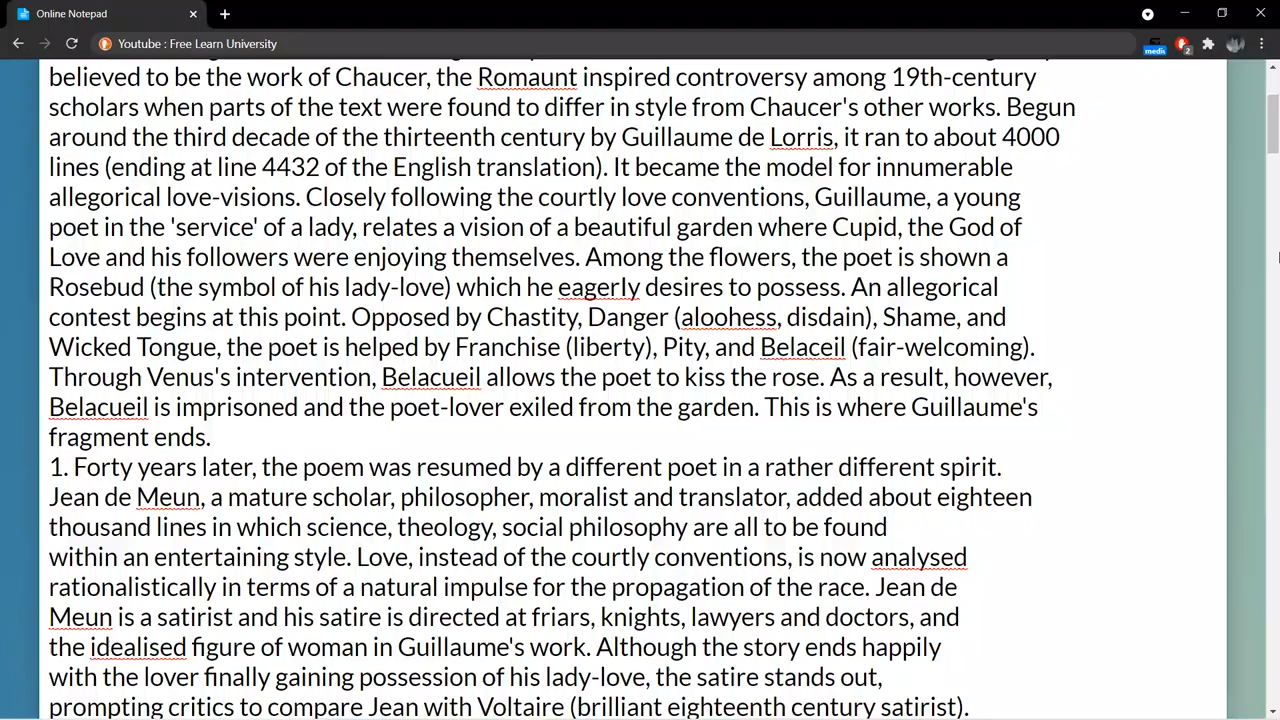 Online Notepad
Youtube : Free Learn University
medis
2
believed to be the work of Chaucer, the Romaunt inspired controversy among 19th-century
scholars when parts of the text were found to differ in style from Chaucer's other works. Begun
around the third decade of the thirteenth century by Guillaume de Lorris, it ran to about 4000
lines (ending at line 4432 of the English translation). It became the model for innumerable
allegorical love-visions. Closely following the courtly love conventions, Guillaume, a young
poet in the 'service' of a lady, relates a vision of a beautiful garden where Cupid, the God of
Love and his followers were enjoying themselves. Among the flowers, the poet is shown a
Rosebud (the symbol of his lady-love) which he eagerly desires to possess. An allegorical
contest begins at this point. Opposed by Chastity, Danger (aloohess, disdain), Shame, and
Wicked Tongue, the poet is helped by Franchise (liberty), Pity, and Belaceil (fair-welcoming).
Through Venus's intervention, Belacueil allows the poet to kiss the rose. As a result, however,
Belacueil is imprisoned and the poet-lover exiled from the garden. This is where Guillaume's
fragment ends.
1. Forty years later, the poem was resumed by a different poet in a rather different spirit.
Jean de Meun, a mature scholar, philosopher, moralist and translator, added about eighteen
thousand lines in which science, theology, social philosophy are all to be found
within an entertaining style. Love, instead of the courtly conventions, is now analysed
rationalistically in terms of a natural impulse for the propagation of the race. Jean de
Meun is a satirist and his satire is directed at friars, knights, lawyers and doctors, and
the idealised figure of woman in Guillaume's work. Although the story ends happily
with the lover finally gaining possession of his lady-love, the satire stands out,
prompting critics to compare Jean with Voltaire (brilliant eighteenth century satirist).